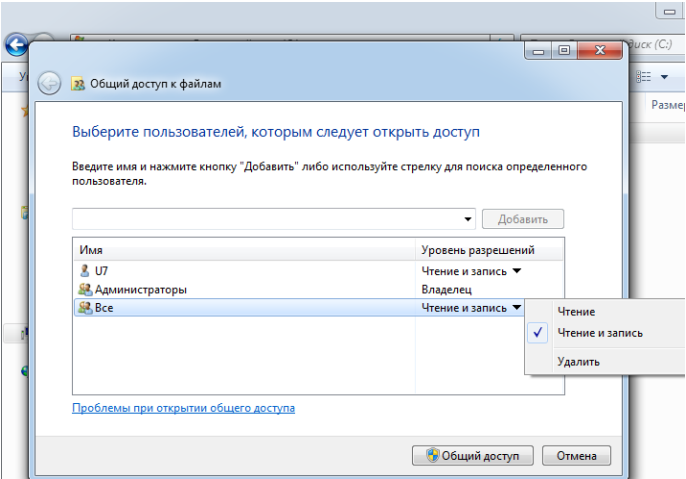 диск (C:)
Общий доступ к файлам
Выберите пользователей, которым следует открыть доступ
Введите имя и нажмите кнопку "Добавить" либо используйте стрелку для поиска определенного
пользователя.
Добавить
Имя Уровень разрешений
U7 Чтение и запись
Администраторы Владелец
Все Чтение и запись
Чтение
Чтение и запись
Удалить
Проблемы при открытии общего доступа
Общий доступ Отмена